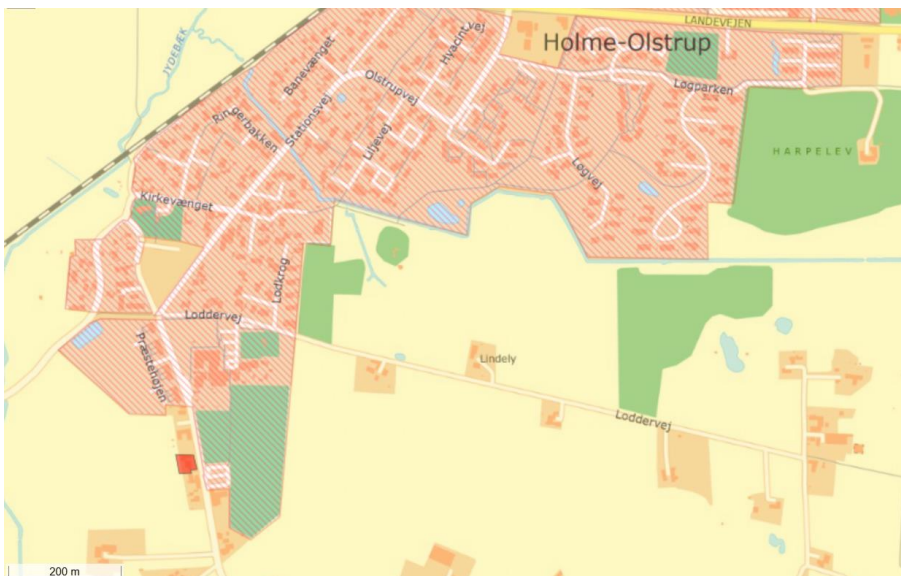 LANDEVEJEN
Holme-Olstrup
JYDEBÆK
Banevænget
Hyacintvej
Olstrupvej
Løgparken
Ringerbakken
Stationsvej
Liljevej
HARPELEV
Løgvej
Kirkevænget
Lodkrog
Loddervej
Præstehøjen
Lindely
Loddervej
200 m